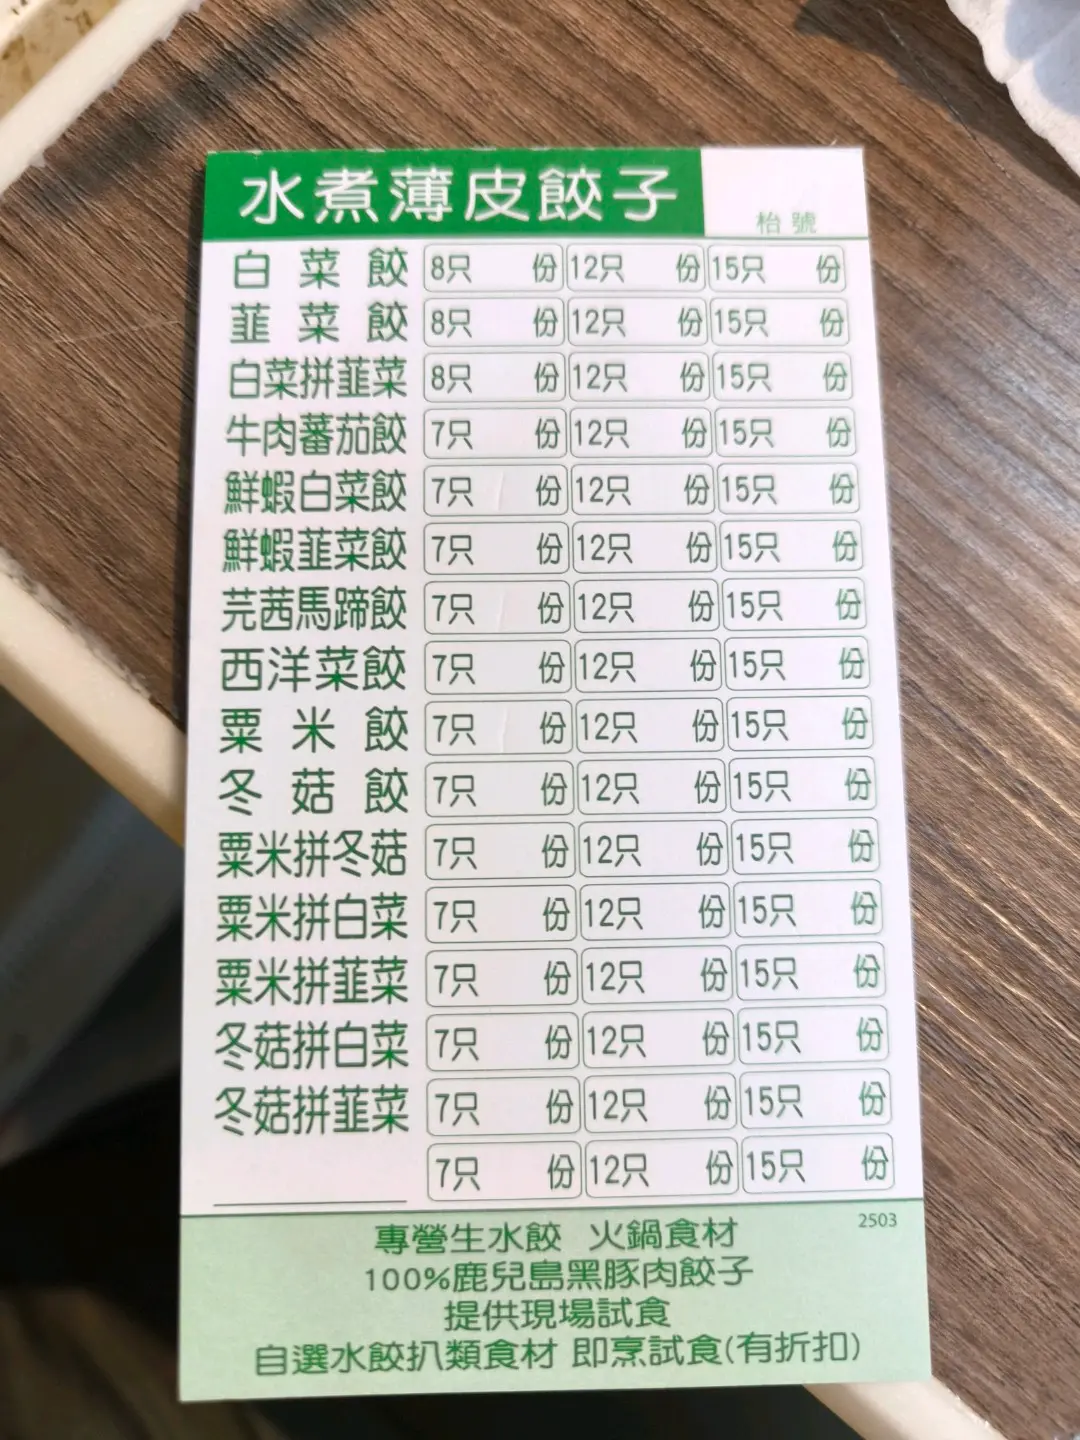 水煮薄皮餃子
枱號
白菜餃 8只 份 12只 份 15只 份
韮菜餃 8只 份 12只 份 15只 份
白菜拼韮菜 8只 份 12只 份 15只 份
牛肉蕃茄餃 7只 份 12只 份 15只 份
鮮蝦白菜餃 7只 份 12只 份 15只 份
鮮蝦韮菜餃 7只 份 12只 份 15只 份
芫茜馬蹄餃 7只 份 12只 份 15只 份
西洋菜餃 7只 份 12只 份 15只 份
粟米餃 7只 份 12只 份 15只 份
冬菇餃 7只 份 12只 份 15只 份
粟米拼冬菇 7只 份 12只 份 15只 份
粟米拼白菜 7只 份 12只 份 15只 份
粟米拼韮菜 7只 份 12只 份 15只 份
冬菇拼白菜 7只 份 12只 份 15只 份
冬菇拼韮菜 7只 份 12只 份 15只 份
7只 份 12只 份 15只 份
2503
專營生水餃 火鍋食材
100%鹿兒島黑豚肉餃子
提供現場試食
自選水餃扒類食材 即烹試食(有折扣)